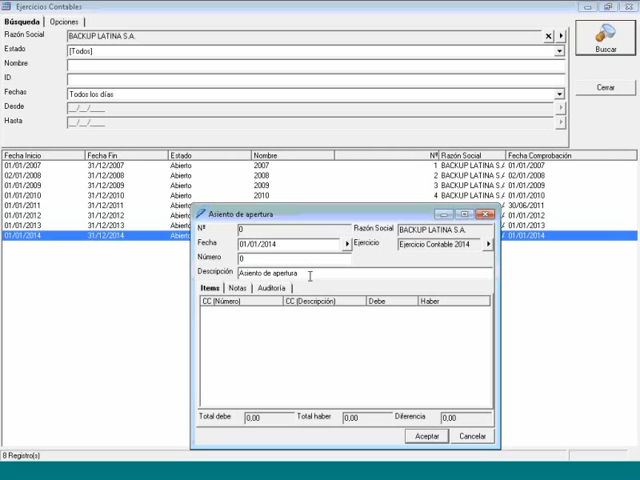 Ejercicios Contables
Búsqueda Opciones
Razón Social BACKUP LATINA S.A.
Estado [Todos]
Nombre
ID
Fechas Todos los días
Desde __/__/____
Hasta __/__/____
Buscar
Cerrar
Fecha Inicio Fecha Fin Estado Nombre Nº Razón Social Fecha Comprobación
01/01/2007 31/12/2007 Abierto 2007 1 BACKUP LATINA S./ 01/01/2007
02/01/2008 31/12/2008 Abierto 2008 2 BACKUP LATINA S./ 02/01/2008
01/01/2009 31/12/2009 Abierto 2009 3 BACKUP LATINA S./ 01/01/2009
01/01/2010 31/12/2010 Abierto 2010 4 BACKUP LATINA S./ 01/01/2010
01/01/2011 31/12/2011 Abierto 30/06/2011
01/01/2012 31/12/2012 Abierto 01/01/2012
01/01/2013 31/12/2013 Abierto 01/01/2013
01/01/2014 31/12/2014 Abierto 01/01/2014
Asiento de apertura
Nº 0 Razón Social BACKUP LATINA S.A.
Fecha 01/01/2014 Ejercicio Ejercicio Contable 2014
Número 0
Descripción Asiento de apertura
Items Notas Auditoría
CC (Número) CC (Descripción) Debe Haber
Total debe 0,00 Total haber 0,00 Diferencia 0,00
Aceptar Cancelar
8 Registro(s)